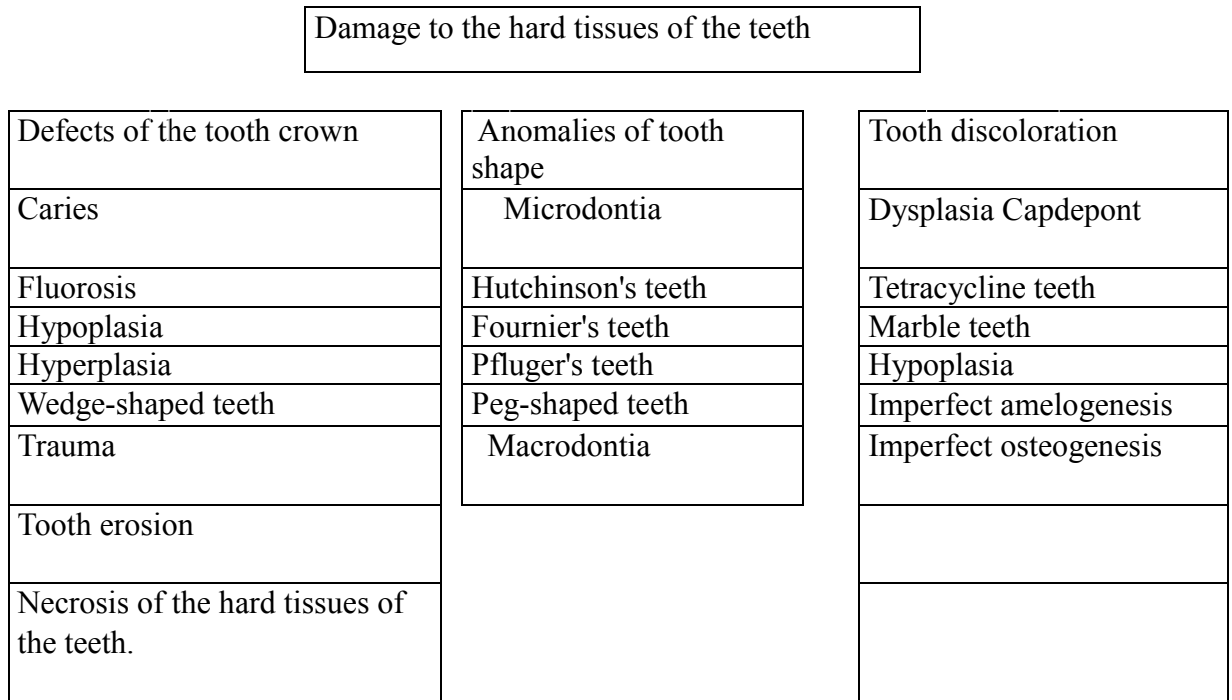 Damage to the hard tissues of the teeth
Defects of the tooth crown
Caries
Fluorosis
Hypoplasia
Hyperplasia
Wedge-shaped teeth
Trauma
Tooth erosion
Necrosis of the hard tissues of
the teeth.
Anomalies of tooth
shape
Microdontia
Hutchinson's teeth
Fournier's teeth
Pfluger's teeth
Peg-shaped teeth
Macrodontia
Tooth discoloration
Dysplasia Capdepont
Tetracycline teeth
Marble teeth
Hypoplasia
Imperfect amelogenesis
Imperfect osteogenesis